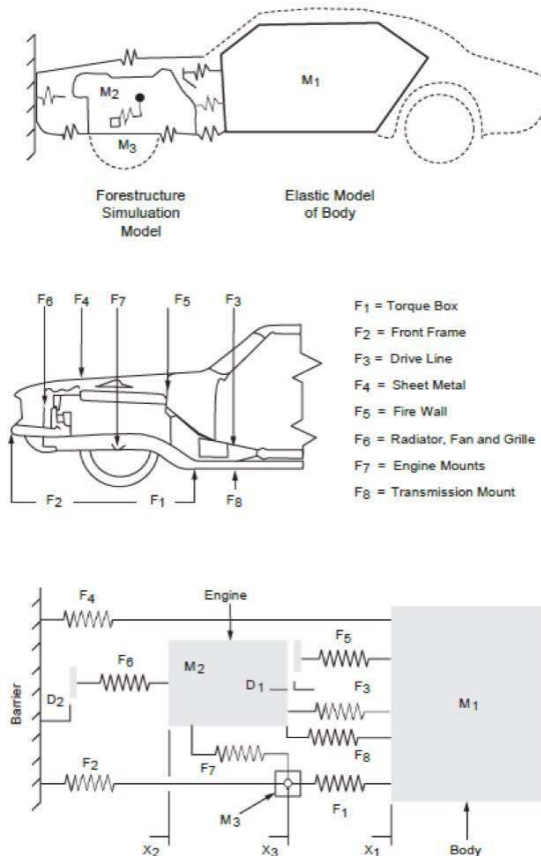 M1
M2
M3
Forestructure
Simuluation
Model
Elastic Model
of Body
F6 F4 F7 F5 F3
F1 = Torque Box
F2 = Front Frame
F3 = Drive Line
F4 = Sheet Metal
F5 = Fire Wall
F6 = Radiator, Fan and Grille
F7 = Engine Mounts
F8 = Transmission Mount
F2 F1 F8
F4
Engine
F6
M2
F5
D2
D1
F3
M1
Barrier
F8
F2
F7
M3
F1
X2 X3 X1 Body